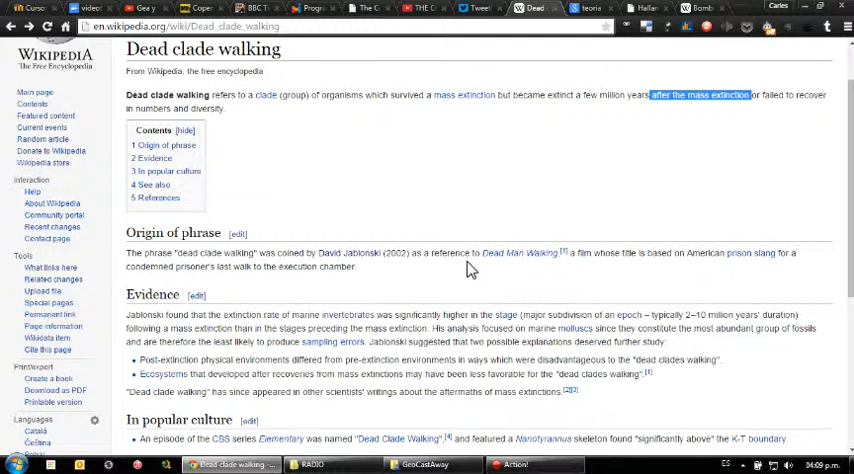 Curso:
video
Gea y
Coper
BBC T
Progr
The C
THE C
Tweet
Dead
teoria
Hallan
Bomb
Carles
en.wikipedia.org/wiki/Dead_clade_walking
WIKIPEDIA
The Free Encyclopedia
Main page
Contents
Featured content
Current events
Random article
Donate to Wikipedia
Wikipedia store
Interaction
Help
About Wikipedia
Community portal
Recent changes
Contact page
Tools
What links here
Related changes
Upload file
Special pages
Permanent link
Page information
Wikidata item
Cite this page
Print/export
Create a book
Download as PDF
Printable version
Languages
Català
Čeština
Dead clade walking
From Wikipedia, the free encyclopedia
Dead clade walking refers to a clade (group) of organisms which survived a mass extinction but became extinct a few million years after the mass extinction or failed to recover
in numbers and diversity.
Contents [hide]
1 Origin of phrase
2 Evidence
3 In popular culture
4 See also
5 References
Origin of phrase [edit]
The phrase "dead clade walking" was coined by David Jablonski (2002) as a reference to Dead Man Walking,[1] a film whose title is based on American prison slang for a
condemned prisoner's last walk to the execution chamber.
Evidence [edit]
Jablonski found that the extinction rate of marine invertebrates was significantly higher in the stage (major subdivision of an epoch – typically 2–10 million years' duration)
following a mass extinction than in the stages preceding the mass extinction. His analysis focused on marine molluscs since they constitute the most abundant group of fossils
and are therefore the least likely to produce sampling errors. Jablonski suggested that two possible explanations deserved further study:
• Post-extinction physical environments differed from pre-extinction environments in ways which were disadvantageous to the "dead clades walking".
• Ecosystems that developed after recoveries from mass extinctions may have been less favorable for the "dead clades walking".[1]
"Dead clade walking" has since appeared in other scientists' writings about the aftermaths of mass extinctions.[2][3]
In popular culture [edit]
• An episode of the CBS series Elementary was named "Dead Clade Walking",[4] and featured a Nanotyrannus skeleton found "significantly above" the K-T boundary.
Dead clade walking - ...
RADIO
GeoCastAway
Action!
ES
04:09 p.m.